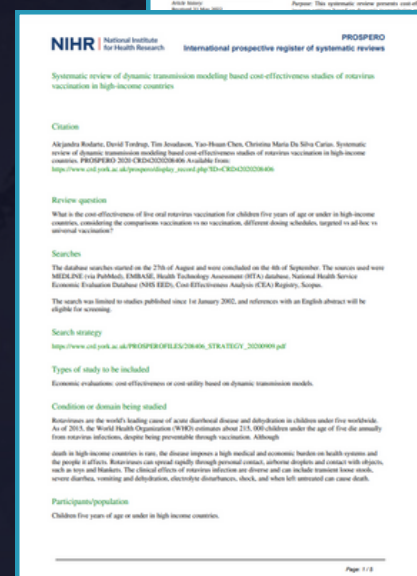 Article history:
Received 31 May 2012
Purpose: This systematic review presents cost-of
NIHR | National Institute
for Health Research
PROSPERO
International prospective register of systematic reviews
Systematic review of dynamic transmission modeling based cost-effectiveness studies of rotavirus
vaccination in high-income countries
Citation
Alejandra Rodarte, David Tordrup, Tim Jesudason, Yao-Hsuan Chen, Christina Maria Da Silva Carias. Systematic
review of dynamic transmission modeling based cost-effectiveness studies of rotavirus vaccination in high-income
countries. PROSPERO 2020 CRD42020206406 Available from:
https://www.crd.york.ac.uk/prospero/display_record.php?ID=CRD42020206406
Review question
What is the cost-effectiveness of live oral rotavirus vaccination for children five years of age or under in high-income
countries, considering the comparisons vaccination vs no vaccination, different dosing schedules, targeted vs ad-hoc vs
universal vaccination?
Searches
The database searches started on the 27th of August and were concluded on the 4th of September. The sources used were
MEDLINE (via PubMed), EMBASE, Health Technology Assessment (HTA) database, National Health Service
Economic Evaluation Database (NHS EED), Cost-Effectiveness Analysis (CEA) Registry, Scopus.
The search was limited to studies published since 1st January 2002, and references with an English abstract will be
eligible for screening.
Search strategy
https://www.crd.york.ac.uk/PROSPEROFILES/206406_STRATEGY_20200909.pdf
Types of study to be included
Economic evaluations: cost-effectiveness or cost-utility based on dynamic transmission models.
Condition or domain being studied
Rotaviruses are the world's leading cause of acute diarrhoeal disease and dehydration in children under five worldwide.
As of 2013, the World Health Organization (WHO) estimates about 215, 000 children under the age of five die annually
from rotavirus infections, despite being preventable through vaccination. Although
death in high-income countries is rare, the disease imposes a high medical and economic burden on health systems and
the people it affects. Rotaviruses can spread rapidly through personal contact, airborne droplets and contact with objects,
such as toys and blankets. The clinical effects of rotavirus infection are diverse and can include transient loose stools,
severe diarrhea, vomiting and dehydration, electrolyte disturbances, shock, and when left untreated can cause death.
Participants/population
Children five years of age or under in high income countries.
Page: 1 / 5